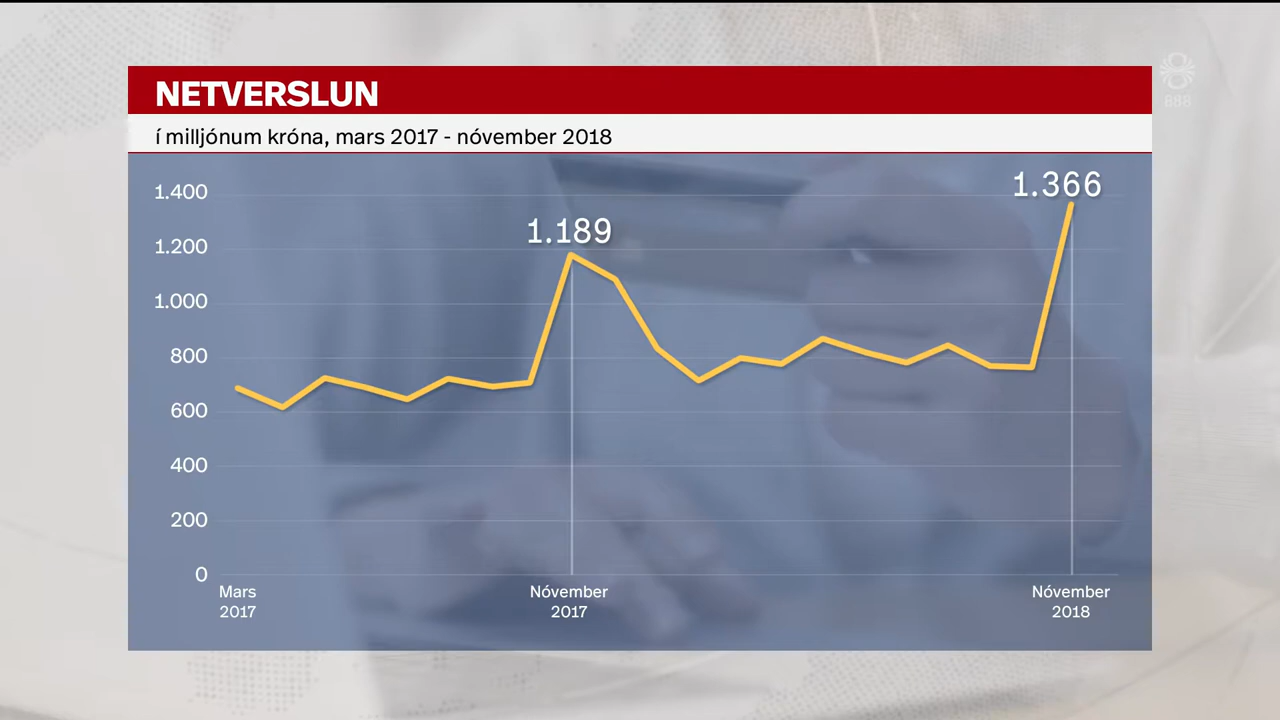 NETVERSLUN
í milljónum króna, mars 2017 - nóvember 2018
888
1.400
1.366
1.200
1.189
1.000
800
600
400
200
0
Mars
2017
Nóvember
2017
Nóvember
2018